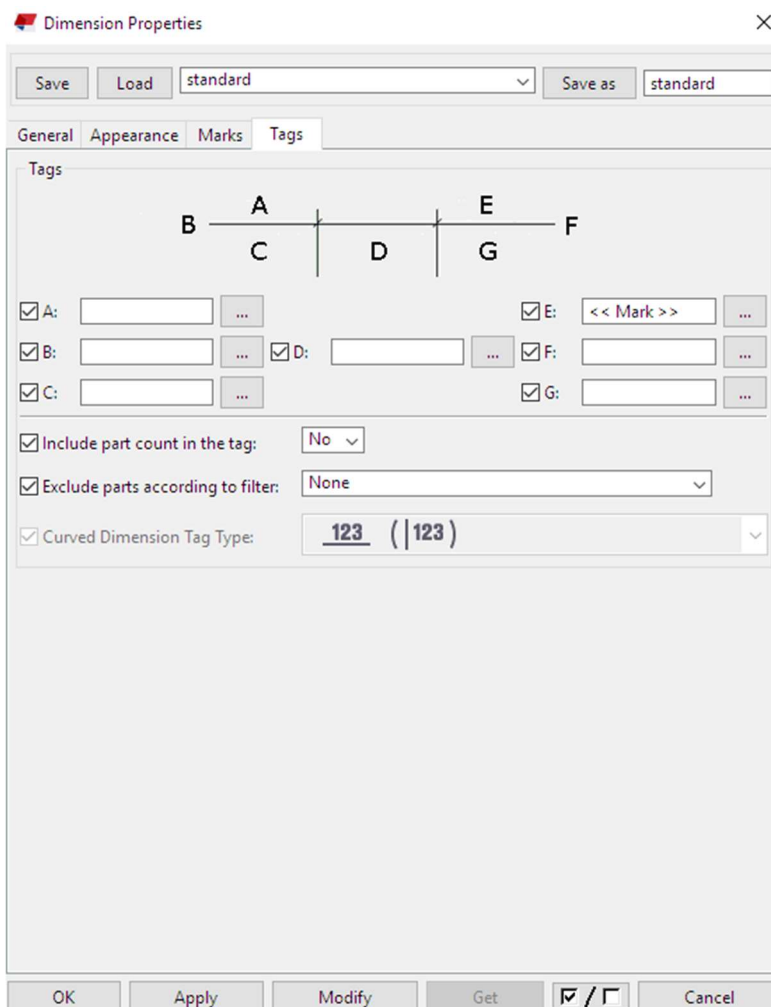 Dimension Properties
Save Load standard Save as standard
General Appearance Marks Tags
Tags
A E
B F
C D G
A: ... E: << Mark >> ...
B: ... D: ... F: ...
C: ... G: ...
Include part count in the tag: No
Exclude parts according to filter: None
Curved Dimension Tag Type: 123 (|123)
OK Apply Modify Get / Cancel